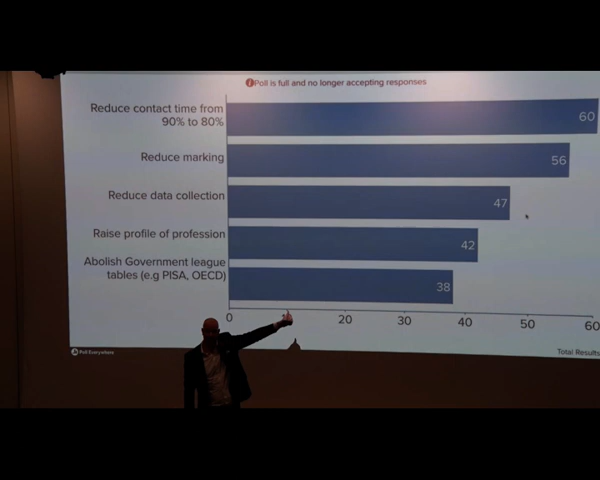 Poll is full and no longer accepting responses
Reduce contact time from
90% to 80%
60
Reduce marking
56
Reduce data collection
47
Raise profile of profession
42
Abolish Government league
tables (e.g PISA, OECD)
38
0 20 30 40 50 60
Poll Everywhere
Total Results